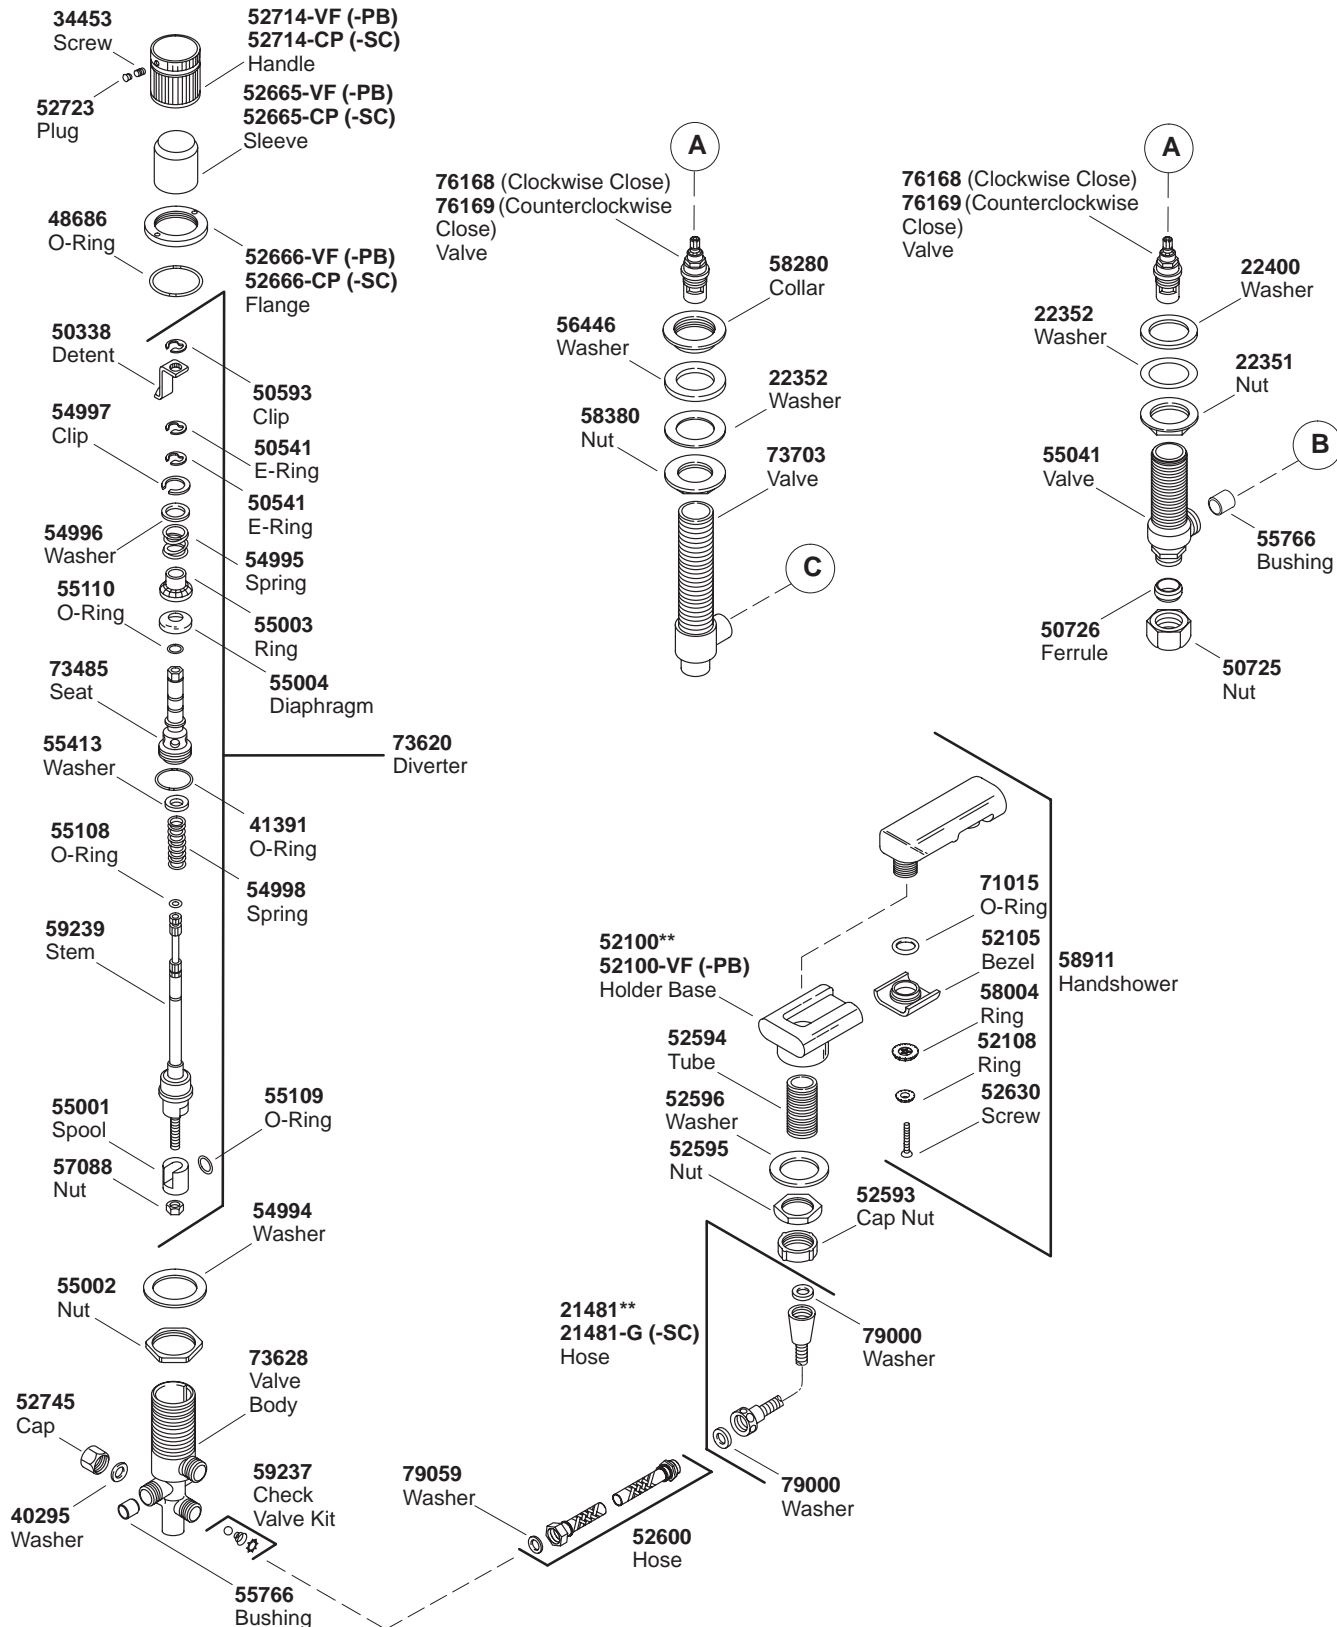 34453
Screw
52714-VF (-PB)
52714-CP (-SC)
Handle
52723
Plug
52665-VF (-PB)
52665-CP (-SC)
Sleeve
48686
O-Ring
52666-VF (-PB)
52666-CP (-SC)
Flange
50338
Detent
50593
Clip
54997
Clip
50541
E-Ring
50541
E-Ring
54996
Washer
54995
Spring
55110
O-Ring
55003
Ring
73485
Seat
55004
Diaphragm
55413
Washer
73620
Diverter
41391
O-Ring
55108
O-Ring
54998
Spring
59239
Stem
55109
O-Ring
55001
Spool
57088
Nut
54994
Washer
55002
Nut
73628
Valve
Body
52745
Cap
40295
Washer
59237
Check
Valve Kit
55766
Bushing
A
76168 (Clockwise Close)
76169 (Counterclockwise
Close)
Valve
58280
Collar
56446
Washer
22352
Washer
58380
Nut
73703
Valve
C
A
76168 (Clockwise Close)
76169 (Counterclockwise
Close)
Valve
22400
Washer
22352
Washer
22351
Nut
B
55041
Valve
55766
Bushing
50726
Ferrule
50725
Nut
71015
O-Ring
52100**
52100-VF (-PB)
Holder Base
52105
Bezel
58911
Handshower
58004
Ring
52594
Tube
52108
Ring
52596
Washer
52630
Screw
52595
Nut
52593
Cap Nut
21481**
21481-G (-SC)
Hose
79000
Washer
79059
Washer
79000
Washer
52600
Hose